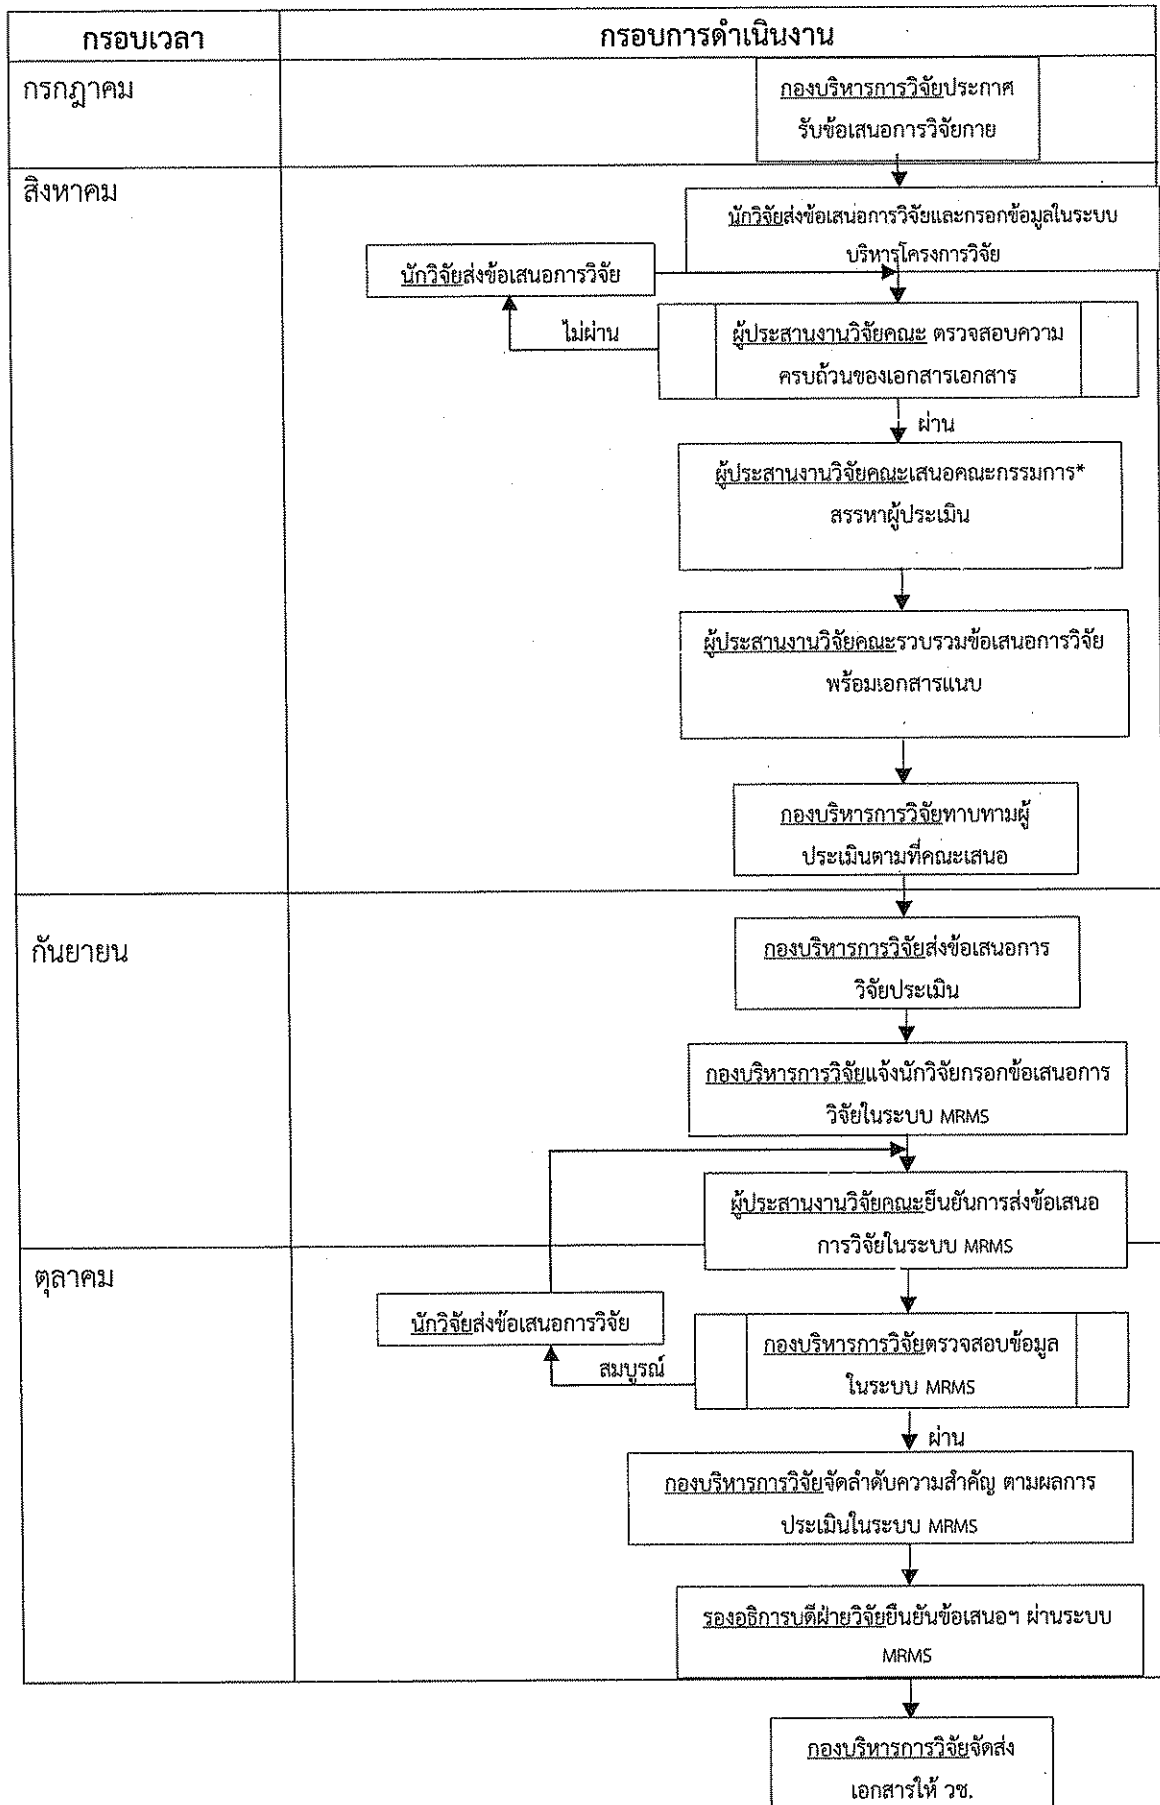 กรอบเวลา
กรอบการดำเนินงาน
กรกฎาคม
กองบริหารการวิจัยประกาศ
รับข้อเสนอการวิจัยภาย
สิงหาคม
นักวิจัยส่งข้อเสนอการวิจัยและกรอกข้อมูลในระบบ
บริหารโครงการวิจัย
นักวิจัยส่งข้อเสนอการวิจัย
ไม่ผ่าน
ผู้ประสานงานวิจัยคณะ ตรวจสอบความ
ครบถ้วนของเอกสารเอกสาร
ผ่าน
ผู้ประสานงานวิจัยคณะเสนอคณะกรรมการ*
สรรหาผู้ประเมิน
ผู้ประสานงานวิจัยคณะรวบรวมข้อเสนอการวิจัย
พร้อมเอกสารแนบ
กองบริหารการวิจัยทาบทามผู้
ประเมินตามที่คณะเสนอ
กันยายน
กองบริหารการวิจัยส่งข้อเสนอการ
วิจัยประเมิน
กองบริหารการวิจัยแจ้งนักวิจัยกรอกข้อเสนอการ
วิจัยในระบบ MRMS
ผู้ประสานงานวิจัยคณะยืนยันการส่งข้อเสนอ
การวิจัยในระบบ MRMS
ตุลาคม
นักวิจัยส่งข้อเสนอการวิจัย
สมบูรณ์
กองบริหารการวิจัยตรวจสอบข้อมูล
ในระบบ MRMS
ผ่าน
กองบริหารการวิจัยจัดลำดับความสำคัญ ตามผลการ
ประเมินในระบบ MRMS
รองอธิการบดีฝ่ายวิจัยยืนยันข้อเสนอฯ ผ่านระบบ
MRMS
กองบริหารการวิจัยจัดส่ง
เอกสารให้ วช.